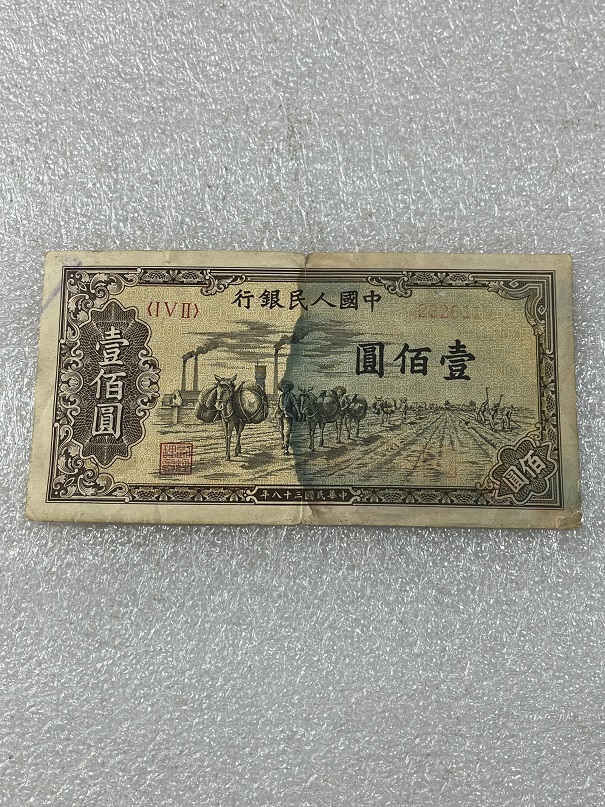 行銀民人國中
〈IVII〉
圓佰壹
壹佰圓
佰圓
年八十三國民華中